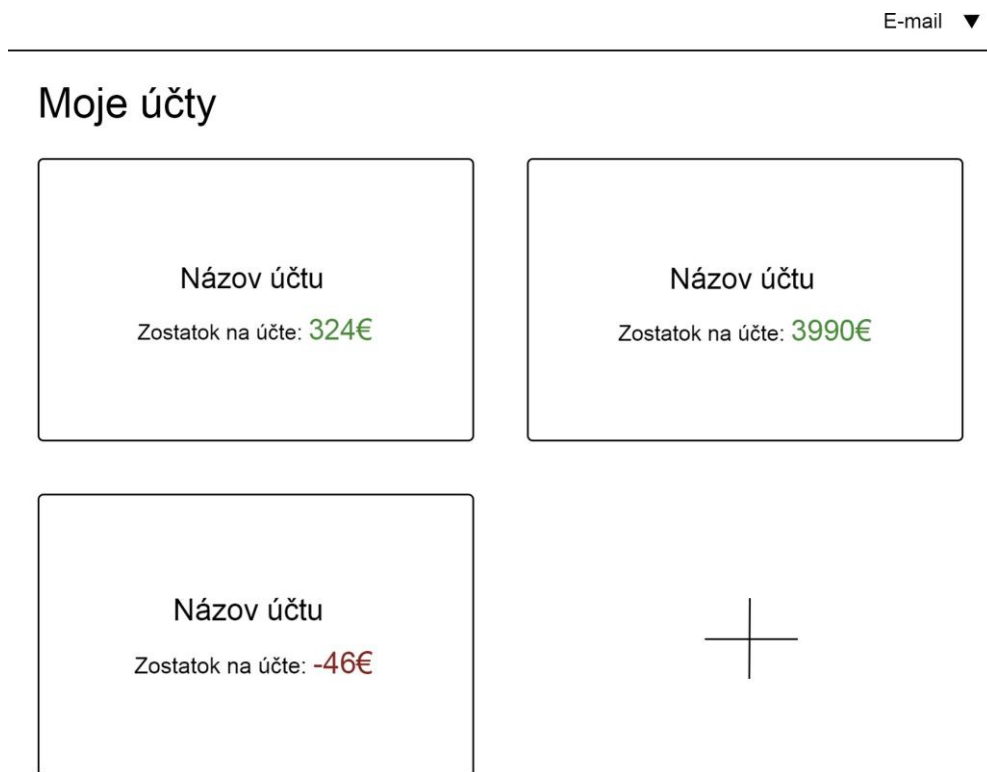 E-mail ▼
Moje účty
Názov účtu
Zostatok na účte: 324€
Názov účtu
Zostatok na účte: 3990€
Názov účtu
Zostatok na účte: -46€